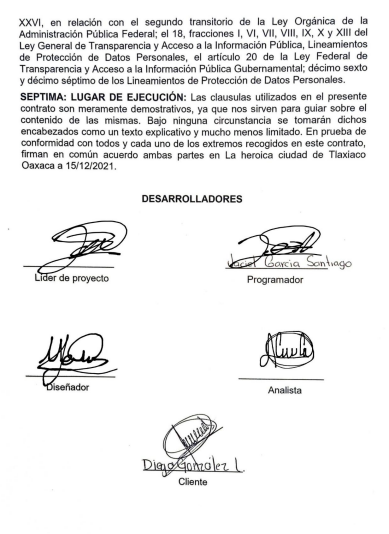 XXVI, en relación con el segundo transitorio de la Ley Orgánica de la
Administración Pública Federal; el 18, fracciones I, VI, VII, VIII, IX, X y XIII del
Ley General de Transparencia y Acceso a la Información Pública, Lineamientos
de Protección de Datos Personales, el artículo 20 de la Ley Federal de
Transparencia y Acceso a la Información Pública Gubernamental; décimo sexto
y décimo séptimo de los Lineamientos de Protección de Datos Personales.
SEPTIMA: LUGAR DE EJECUCIÓN: Las clausulas utilizados en el presente
contrato son meramente demostrativos, ya que nos sirven para guiar sobre el
contenido de las mismas. Bajo ninguna circunstancia se tomarán dichos
encabezados como un texto explicativo y mucho menos limitado. En prueba de
conformidad con todos y cada uno de los extremos recogidos en este contrato,
firman en común acuerdo ambas partes en La heroica ciudad de Tlaxiaco
Oaxaca a 15/12/2021.
DESARROLLADORES
García Santiago
Líder de proyecto
Programador
Diseñador
Analista
Diego González L
Cliente